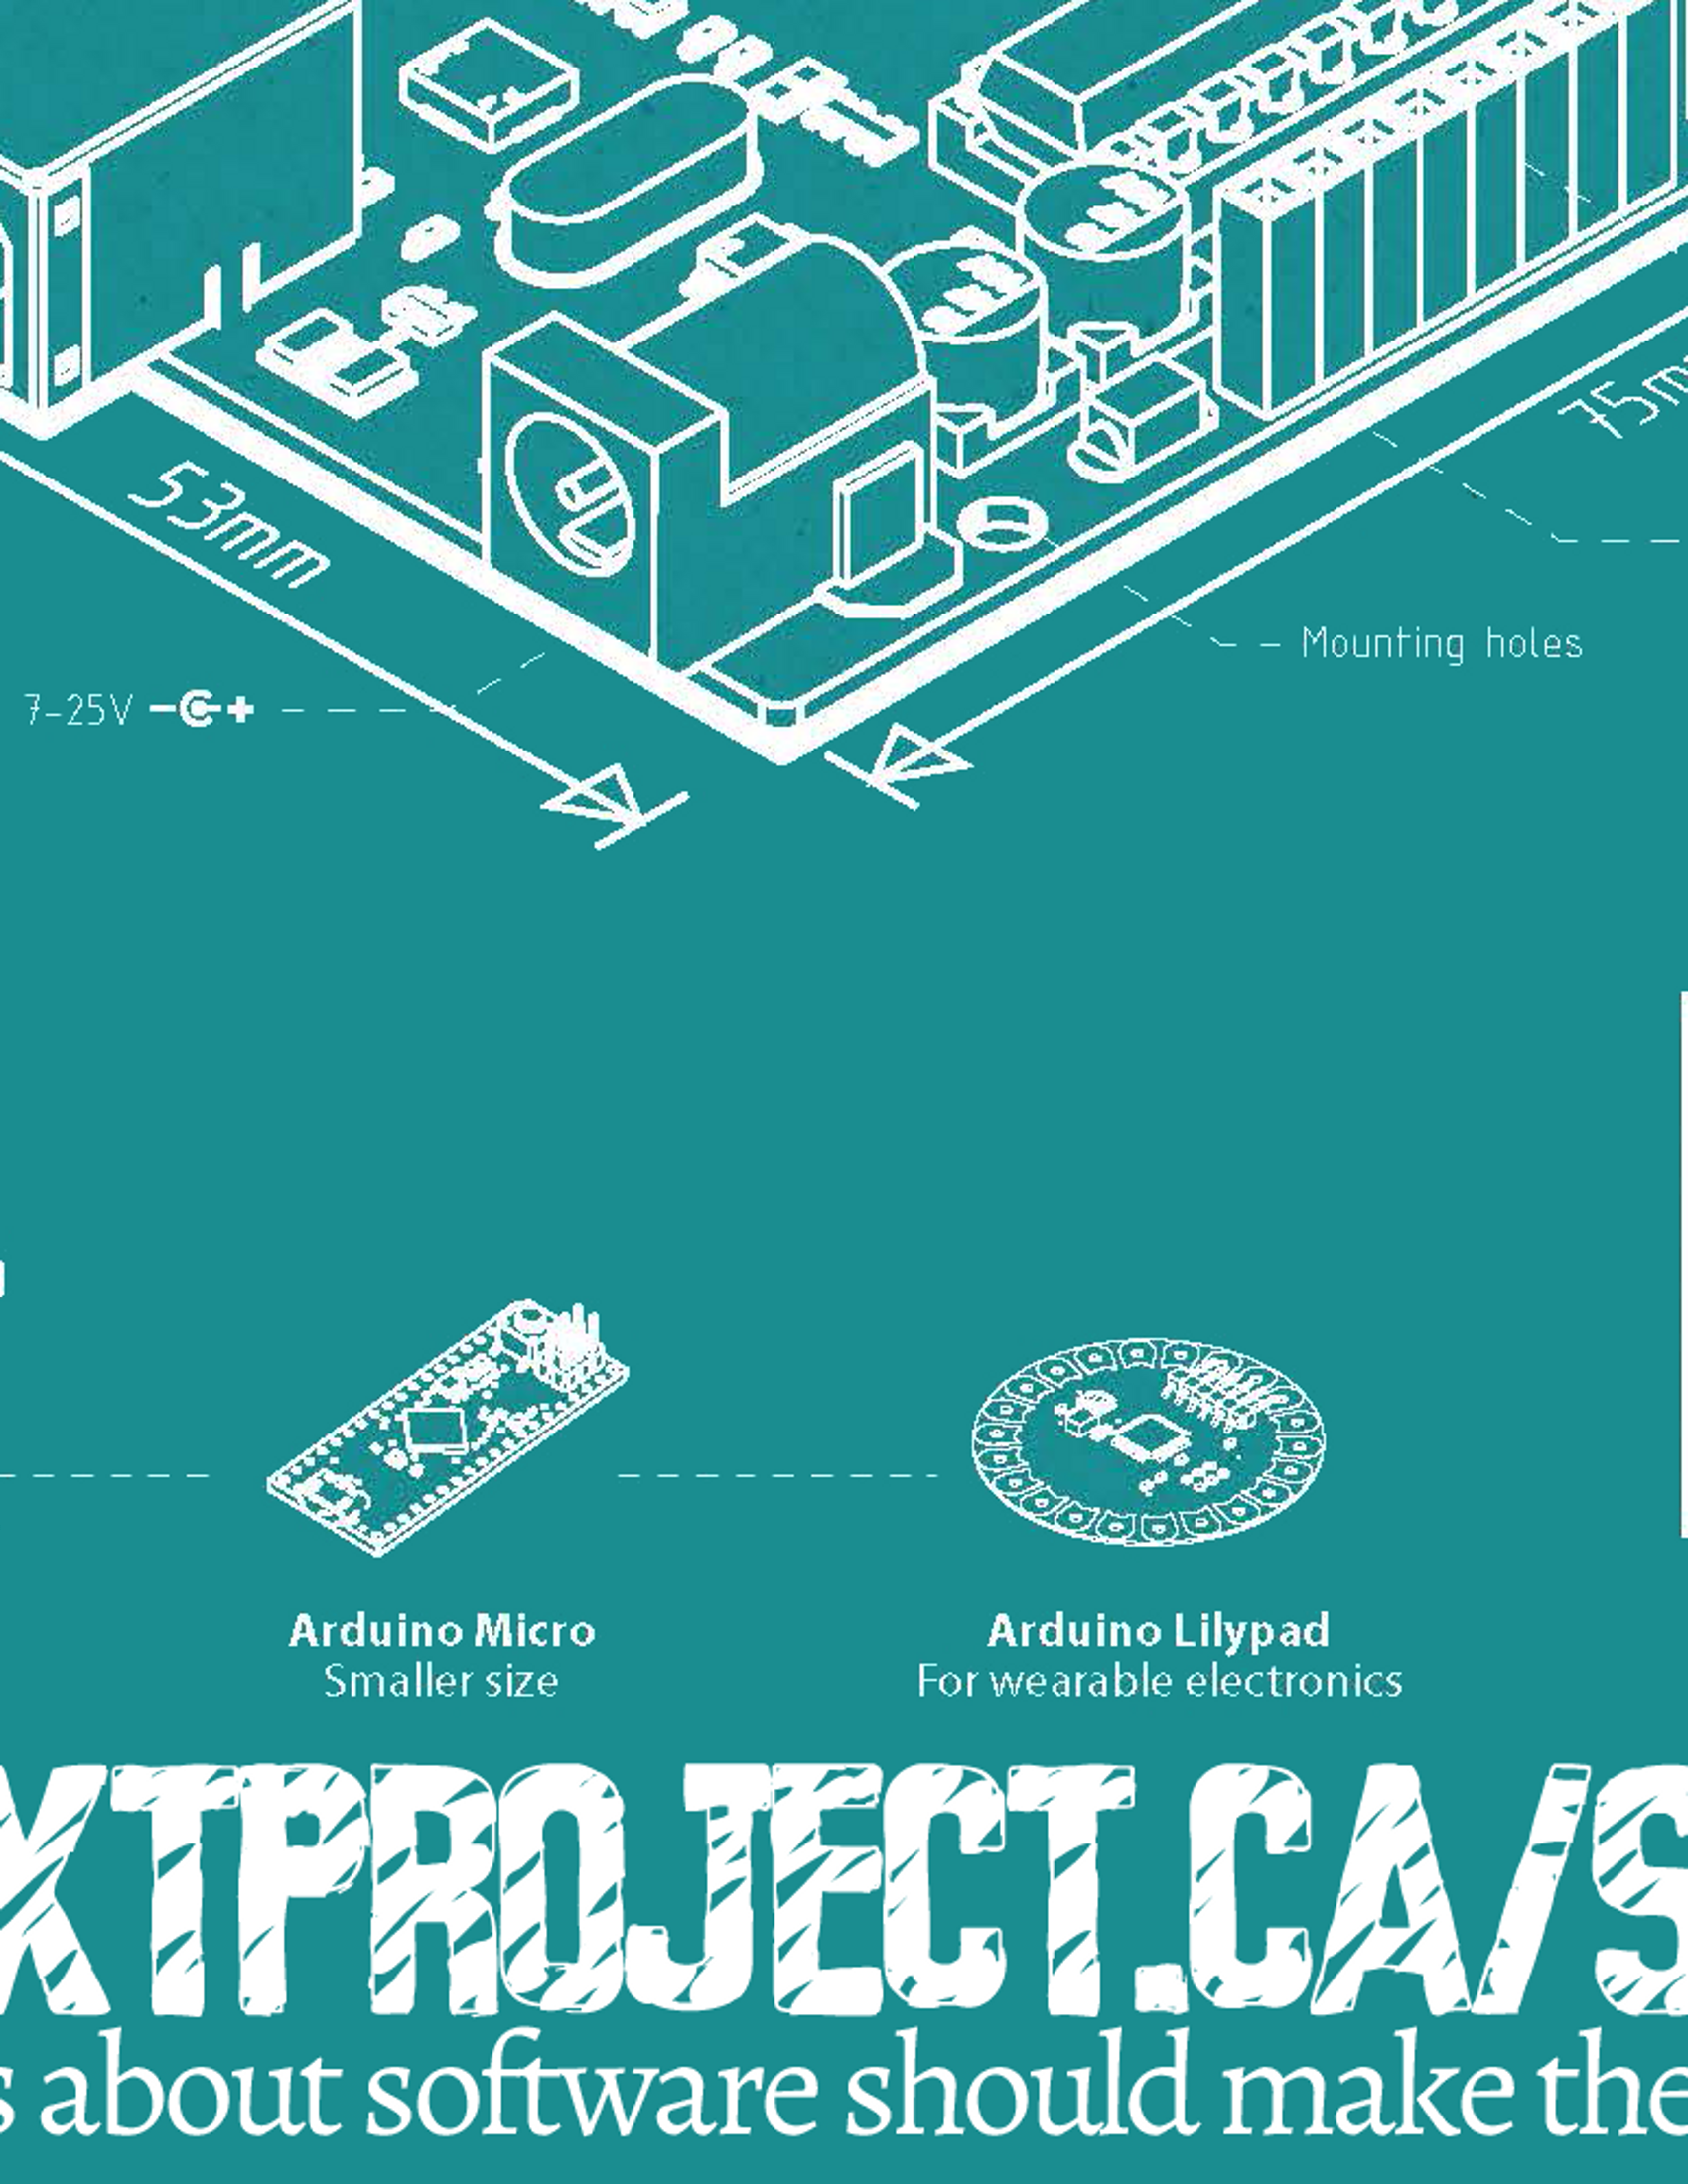 75m
53mm
Mounting holes
7-25V
Arduino Micro
Smaller size
Arduino Lilypad
For wearable electronics
XTPROJECT.CA/S
s about software should make the